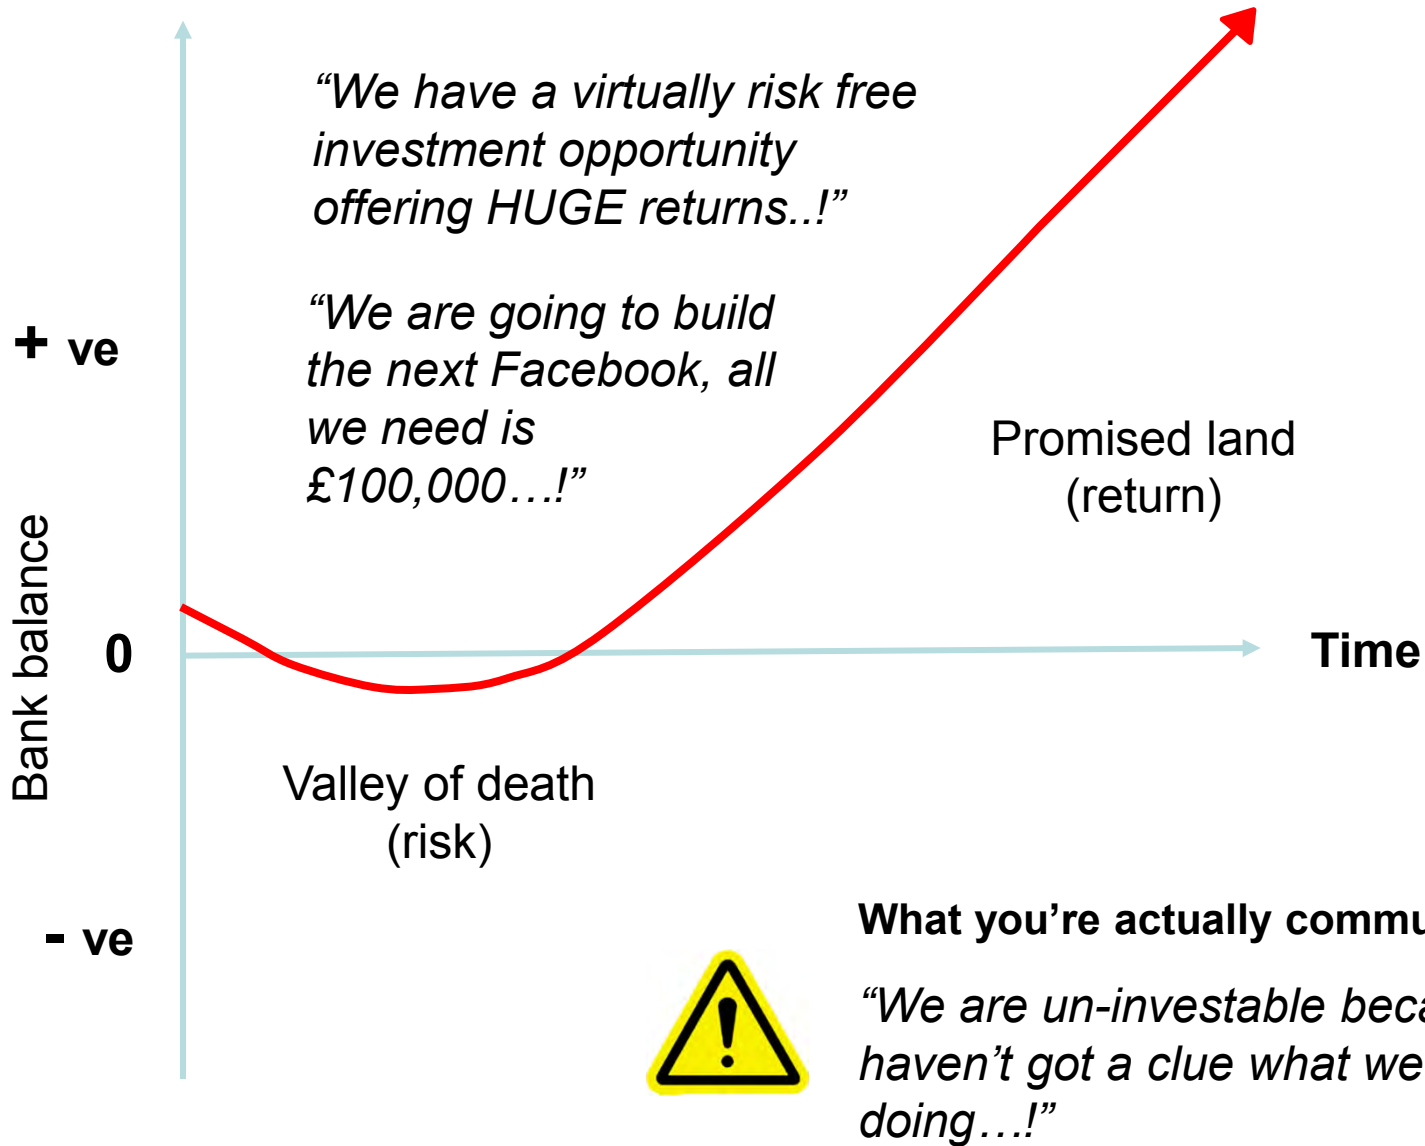 “We have a virtually risk free
investment opportunity
offering HUGE returns..!”
“We are going to build
the next Facebook, all
we need is
£100,000…!”
+ ve
Promised land
(return)
Bank balance
0
Time
Valley of death
(risk)
- ve
What you’re actually
“We are un-investable
haven’t got a clue what we
doing…!”